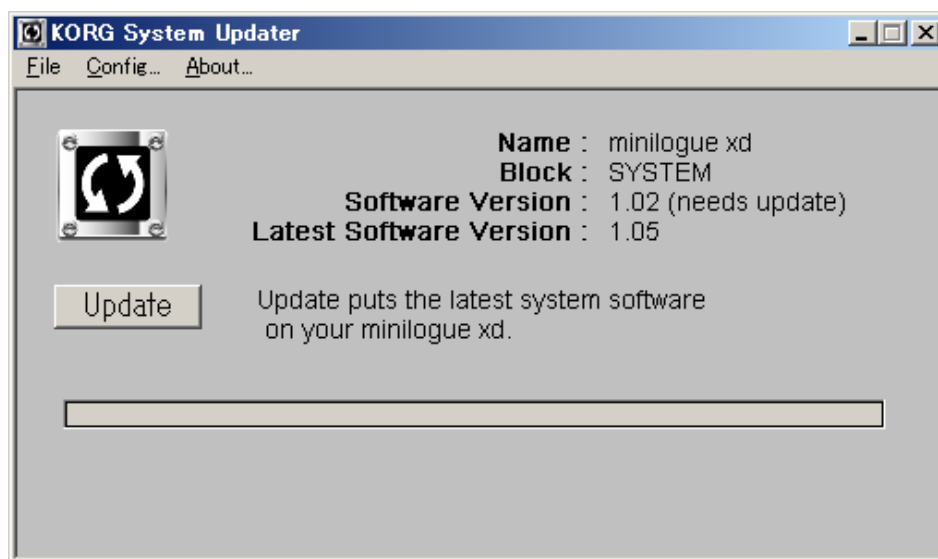 KORG System Updater
File Config... About...
Name : minilogue xd
Block : SYSTEM
Software Version : 1.02 (needs update)
Latest Software Version : 1.05
Update
Update puts the latest system software
on your minilogue xd.